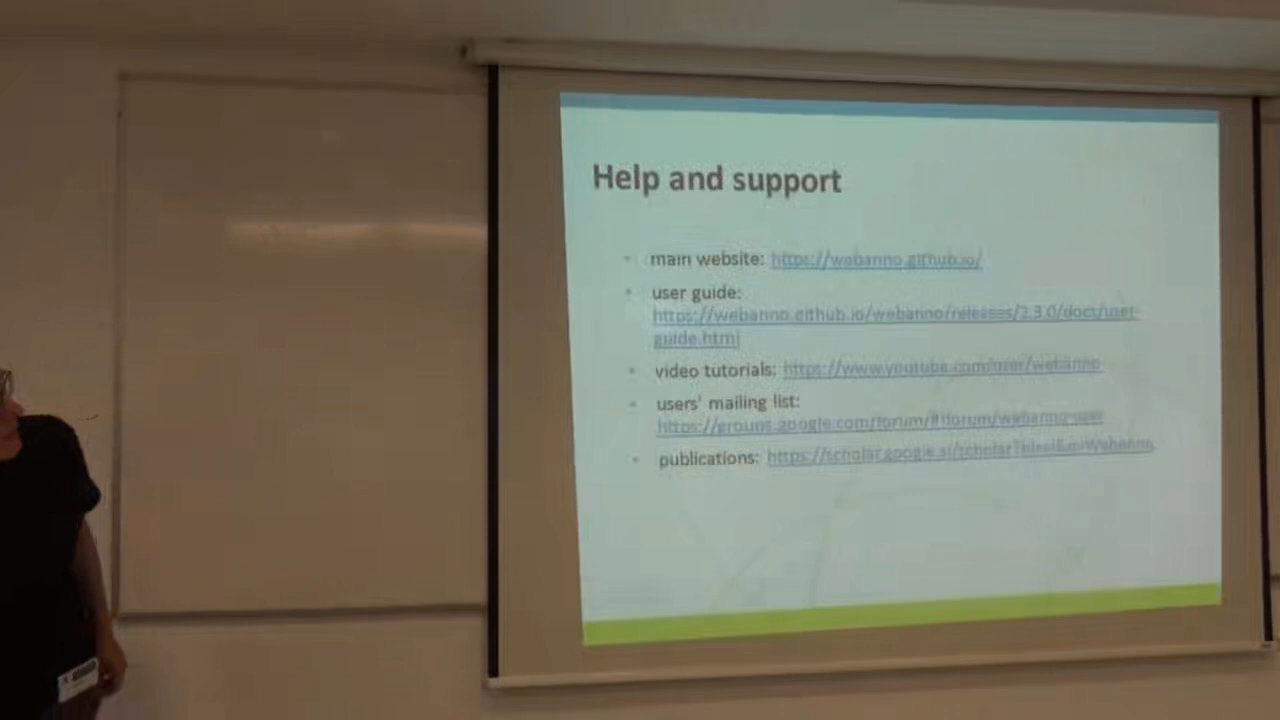 Help and support
main website: https://webanno.github.io/
user guide:
https://webanno.github.io/webanno/releases/2.3.0/docs/user-
guide.html
video tutorials: https://www.youtube.com/user/webanno
users' mailing list:
https://groups.google.com/forum/#!forum/webanno-user
publications: